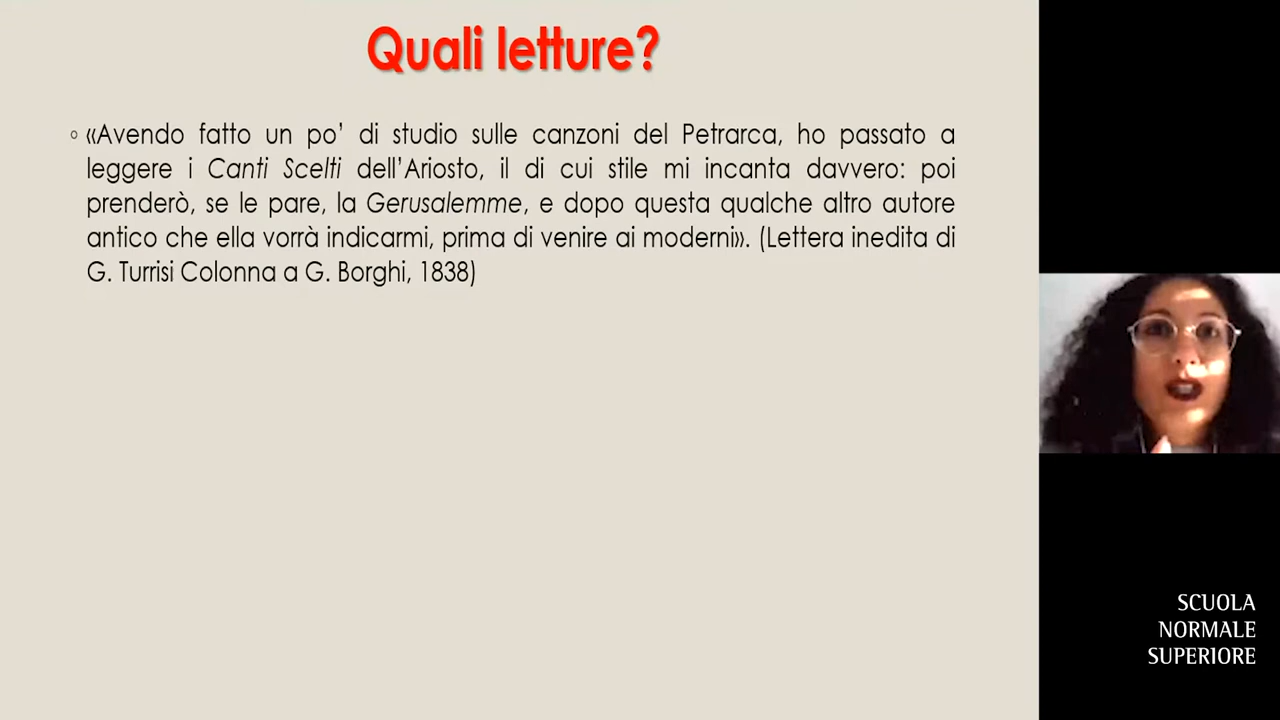 Quali letture?
«Avendo fatto un po’ di studio sulle canzoni del Petrarca, ho passato a
leggere i Canti Scelti dell’Ariosto, il di cui stile mi incanta davvero: poi
prenderò, se le pare, la Gerusalemme, e dopo questa qualche altro autore
antico che ella vorrà indicarmi, prima di venire ai moderni». (Lettera inedita di
G. Turrisi Colonna a G. Borghi, 1838)
SCUOLA
NORMALE
SUPERIORE